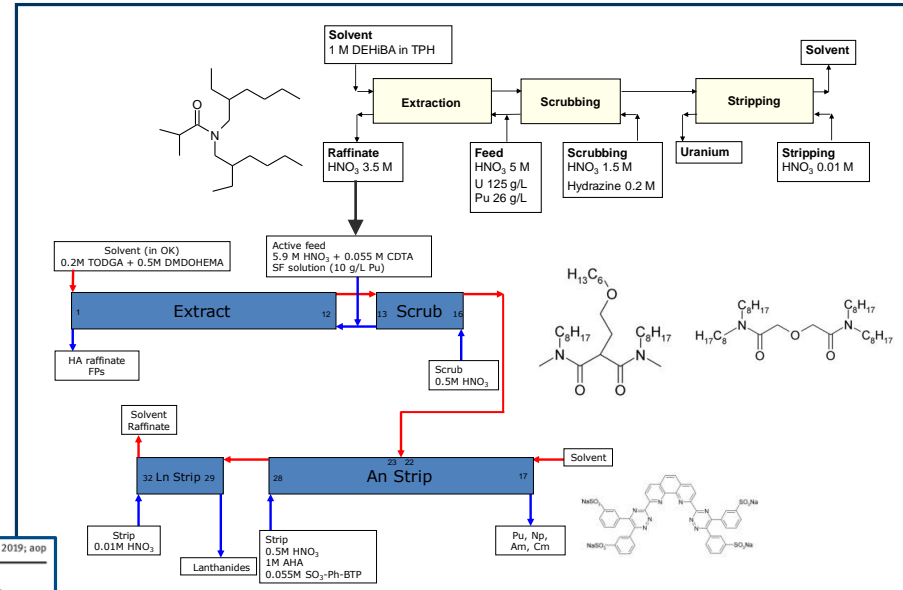 Solvent
1 M DEHiBA in TPH
Solvent
Extraction
Scrubbing
Stripping
Raffinate
HNO3 3.5 M
Feed
HNO3 5 M
U 125 g/L
Pu 26 g/L
Scrubbing
HNO3 1.5 M
Hydrazine 0.2 M
Uranium
Stripping
HNO3 0.01 M
O
N
Solvent (in OK)
0.2M TODGA + 0.5M DMDOHEMA
Active feed
5.9 M HNO3 + 0.055 M CDTA
SF solution (10 g/L Pu)
1
Extract
12
13
Scrub
16
HA raffinate
FPs
Scrub
0.5M HNO3
H13C6
O
C8H17
C8H17
N
N
O
O
C8H17
C8H17
H17C8
N
O
N
O
O
C8H17
Solvent
Raffinate
32 Ln Strip 29
23 22
28
An Strip
17
Solvent
Strip
0.01M HNO3
Lanthanides
Strip
0.5M HNO3
1M AHA
0.055M SO3-Ph-BTP
Pu, Np,
Am, Cm
N
N
N
N
N
N
N
N
NaSO3
SO3Na
NaSO3
SO3Na
2019; aop